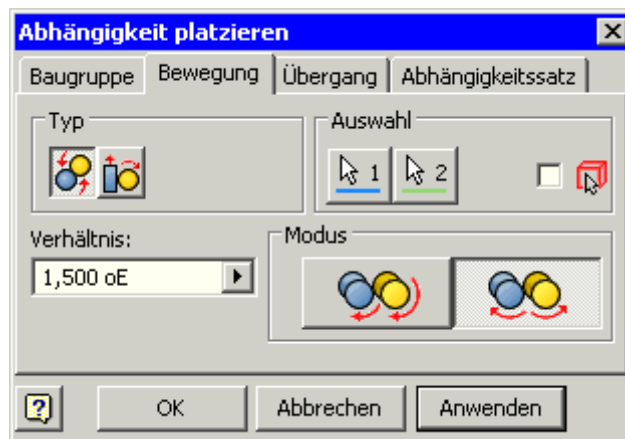 Abhängigkeit platzieren
Baugruppe Bewegung Übergang Abhängigkeitssatz
Typ Auswahl
1 2
Verhältnis: Modus
1,500 oE
? OK Abbrechen Anwenden